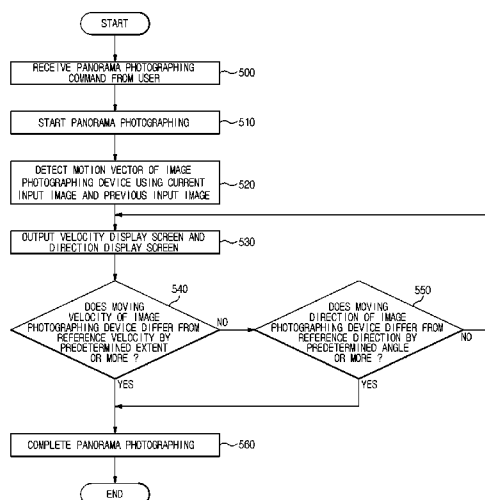 START
RECEIVE PANORAMA PHOTOGRAPHING
COMMAND FROM USER
500
START PANORAMA PHOTOGRAPHING
510
DETECT MOTION VECTOR OF IMAGE
PHOTOGRAPHING DEVICE USING CURRENT
INPUT IMAGE AND PREVIOUS INPUT IMAGE
520
OUTPUT VELOCITY DISPLAY SCREEN AND
DIRECTION DISPLAY SCREEN
530
540
DOES MOVING
VELOCITY OF IMAGE
PHOTOGRAPHING DEVICE DIFFER FROM
REFERENCE VELOCITY BY
PREDETERMINED EXTENT
OR MORE ?
NO
YES
550
DOES MOVING
DIRECTION OF IMAGE
PHOTOGRAPHING DEVICE DIFFER FROM
REFERENCE DIRECTION BY
PREDETERMINED ANGLE
OR MORE ?
NO
YES
COMPLETE PANORAMA PHOTOGRAPHING
560
END